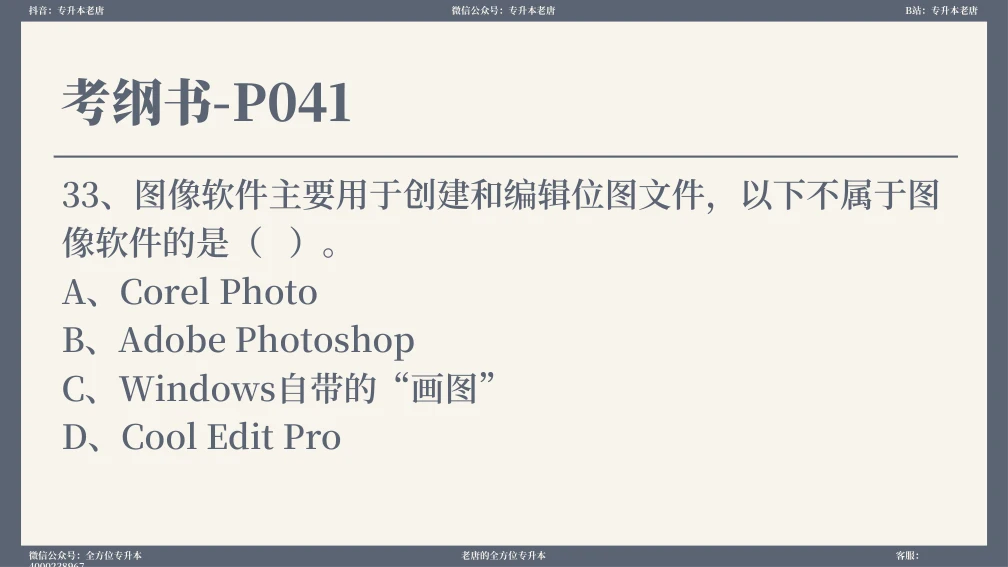 抖音：专升本老唐
微信公众号：专升本老唐
B站：专升本老唐
考纲书-P041
33、图像软件主要用于创建和编辑位图文件，以下不属于图
像软件的是（ ）。
A、Corel Photo
B、Adobe Photoshop
C、Windows自带的“画图”
D、Cool Edit Pro
微信公众号：全方位专升本
老唐的全方位专升本
客服：
4000238967